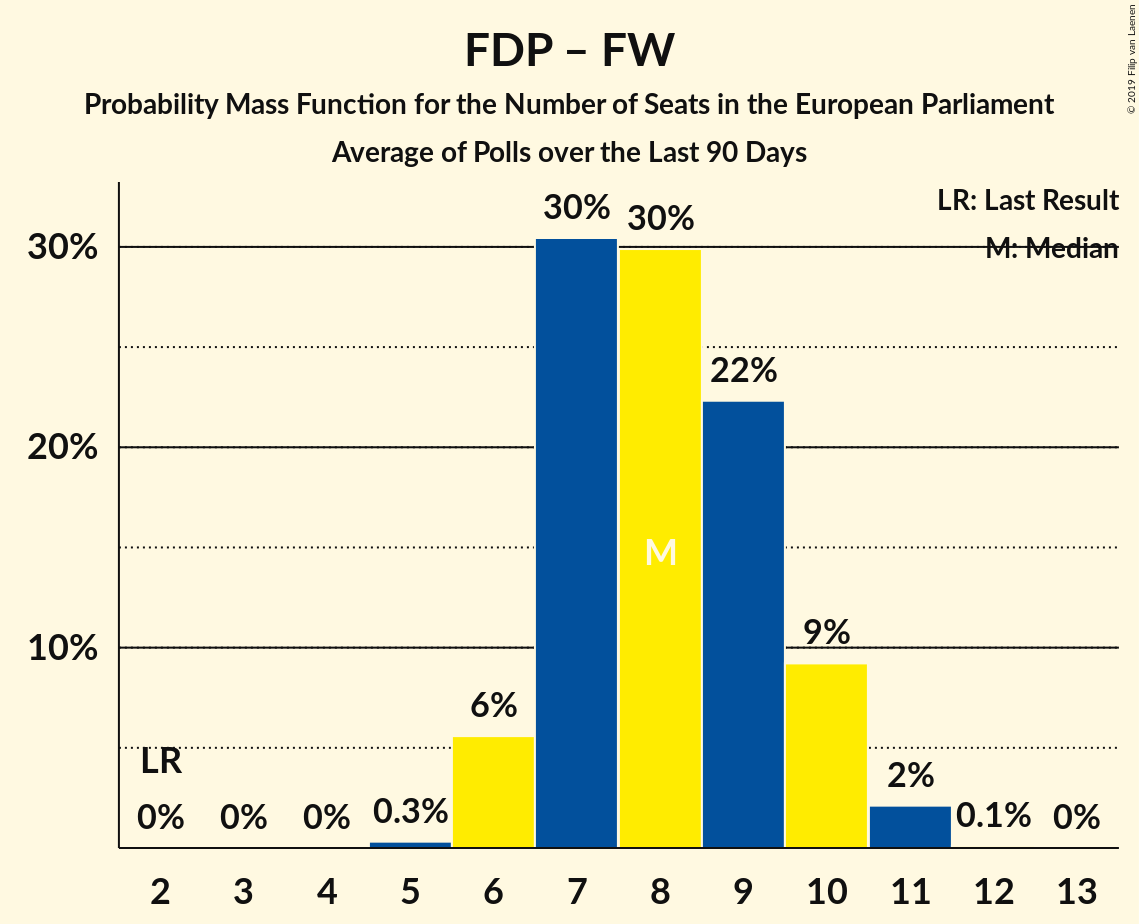 FDP – FW
Probability Mass Function for the Number of Seats in the European Parliament
Average of Polls over the Last 90 Days
© 2019 Filip van Laenen
LR: Last Result
M: Median
30%
20%
10%
LR
0%
0%
0%
0.3%
6%
30%
30%
22%
9%
2%
0.1%
0%
M
2 3 4 5 6 7 8 9 10 11 12 13